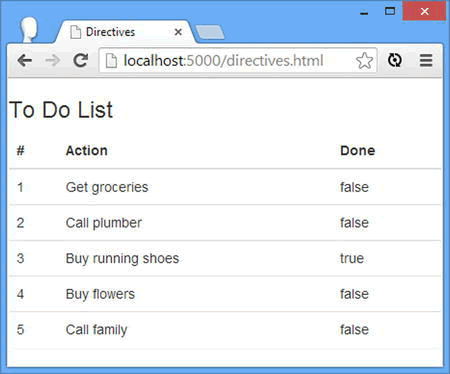 Directives
localhost:5000/directives.html
To Do List
# Action Done
1 Get groceries false
2 Call plumber false
3 Buy running shoes true
4 Buy flowers false
5 Call family false